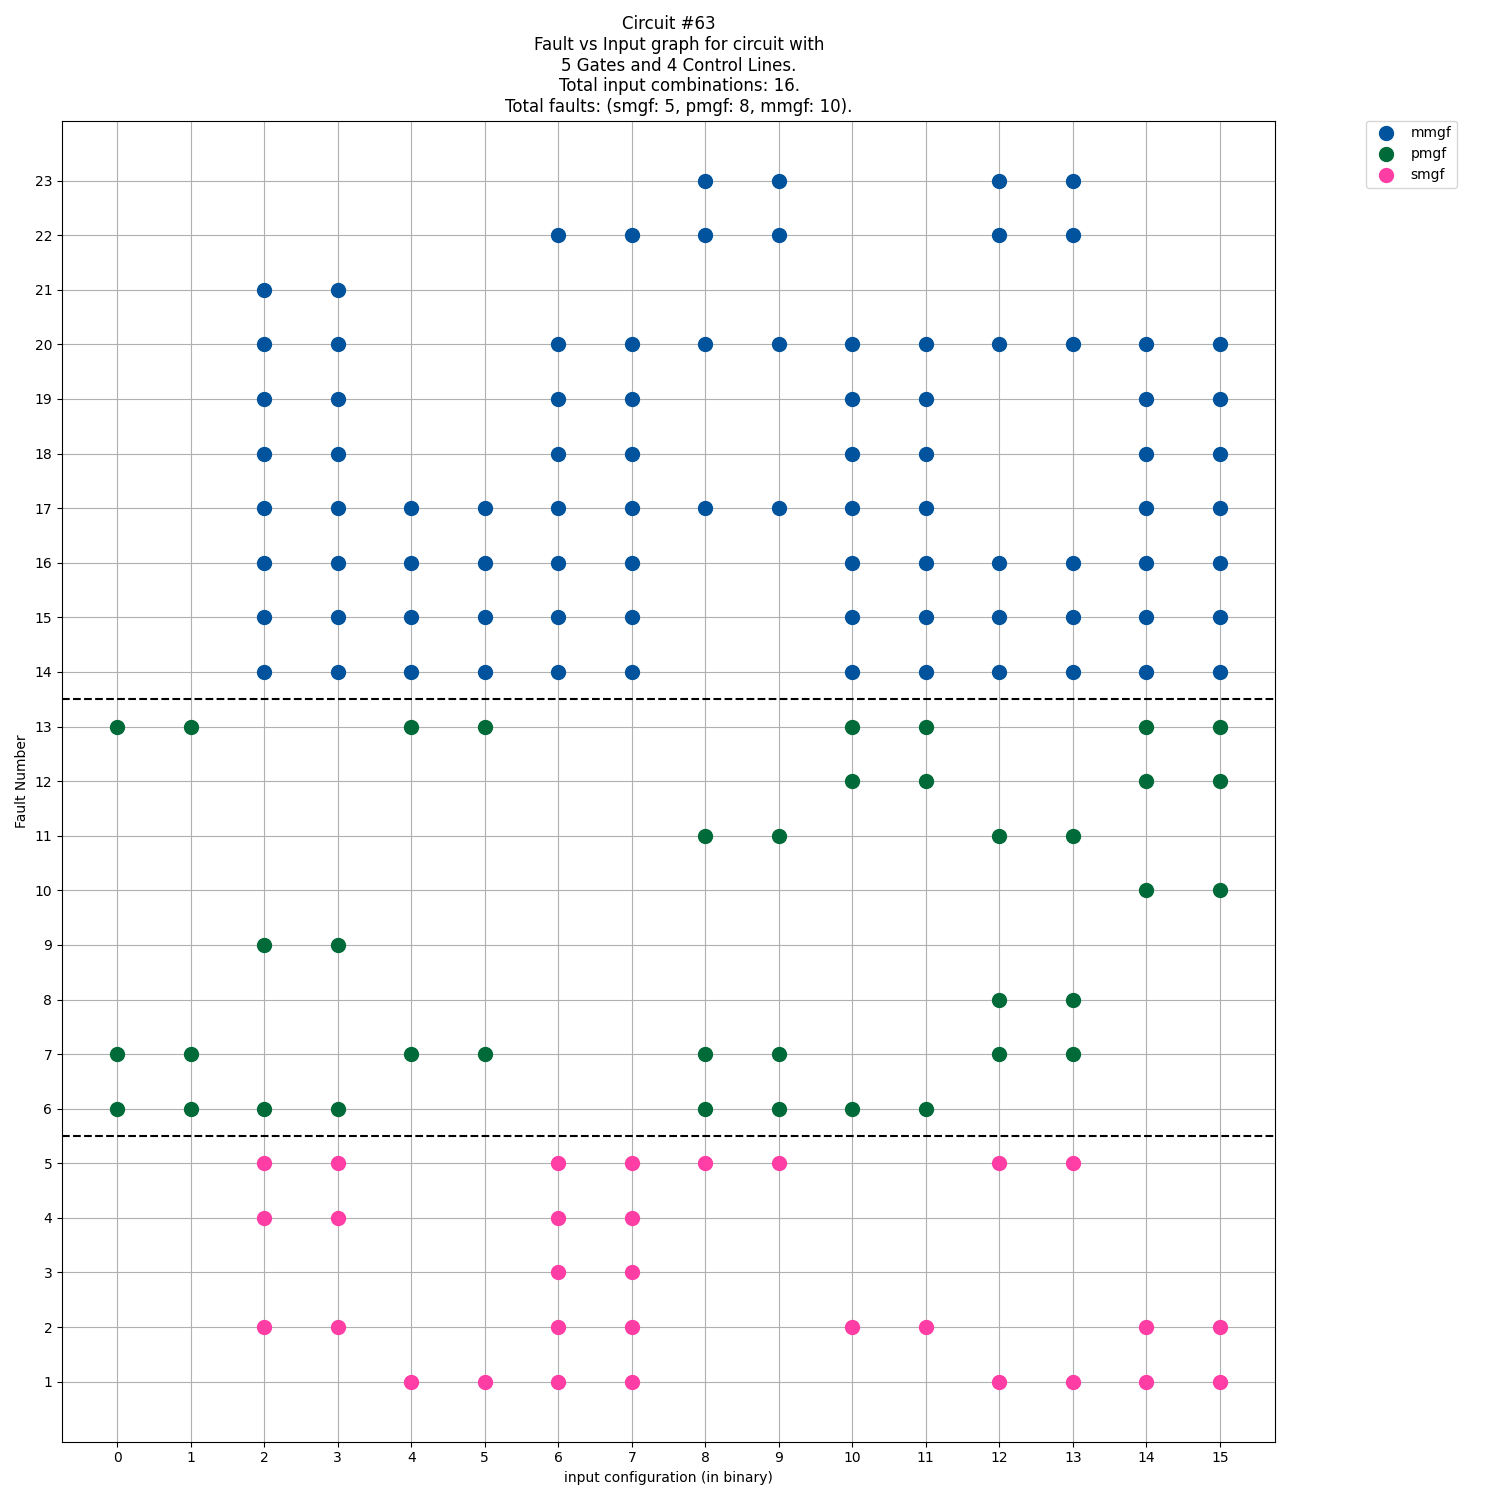 Circuit #63
Fault vs Input graph for circuit with
5 Gates and 4 Control Lines.
Total input combinations: 16.
Total faults: (smgf: 5, pmgf: 8, mmgf: 10).
mmgf
pmgf
smgf
23
22
21
20
19
18
17
16
15
14
13
12
11
10
9
8
7
6
5
4
3
2
1
Fault Number
0 1 2 3 4 5 6 7 8 9 10 11 12 13 14 15
input configuration (in binary)